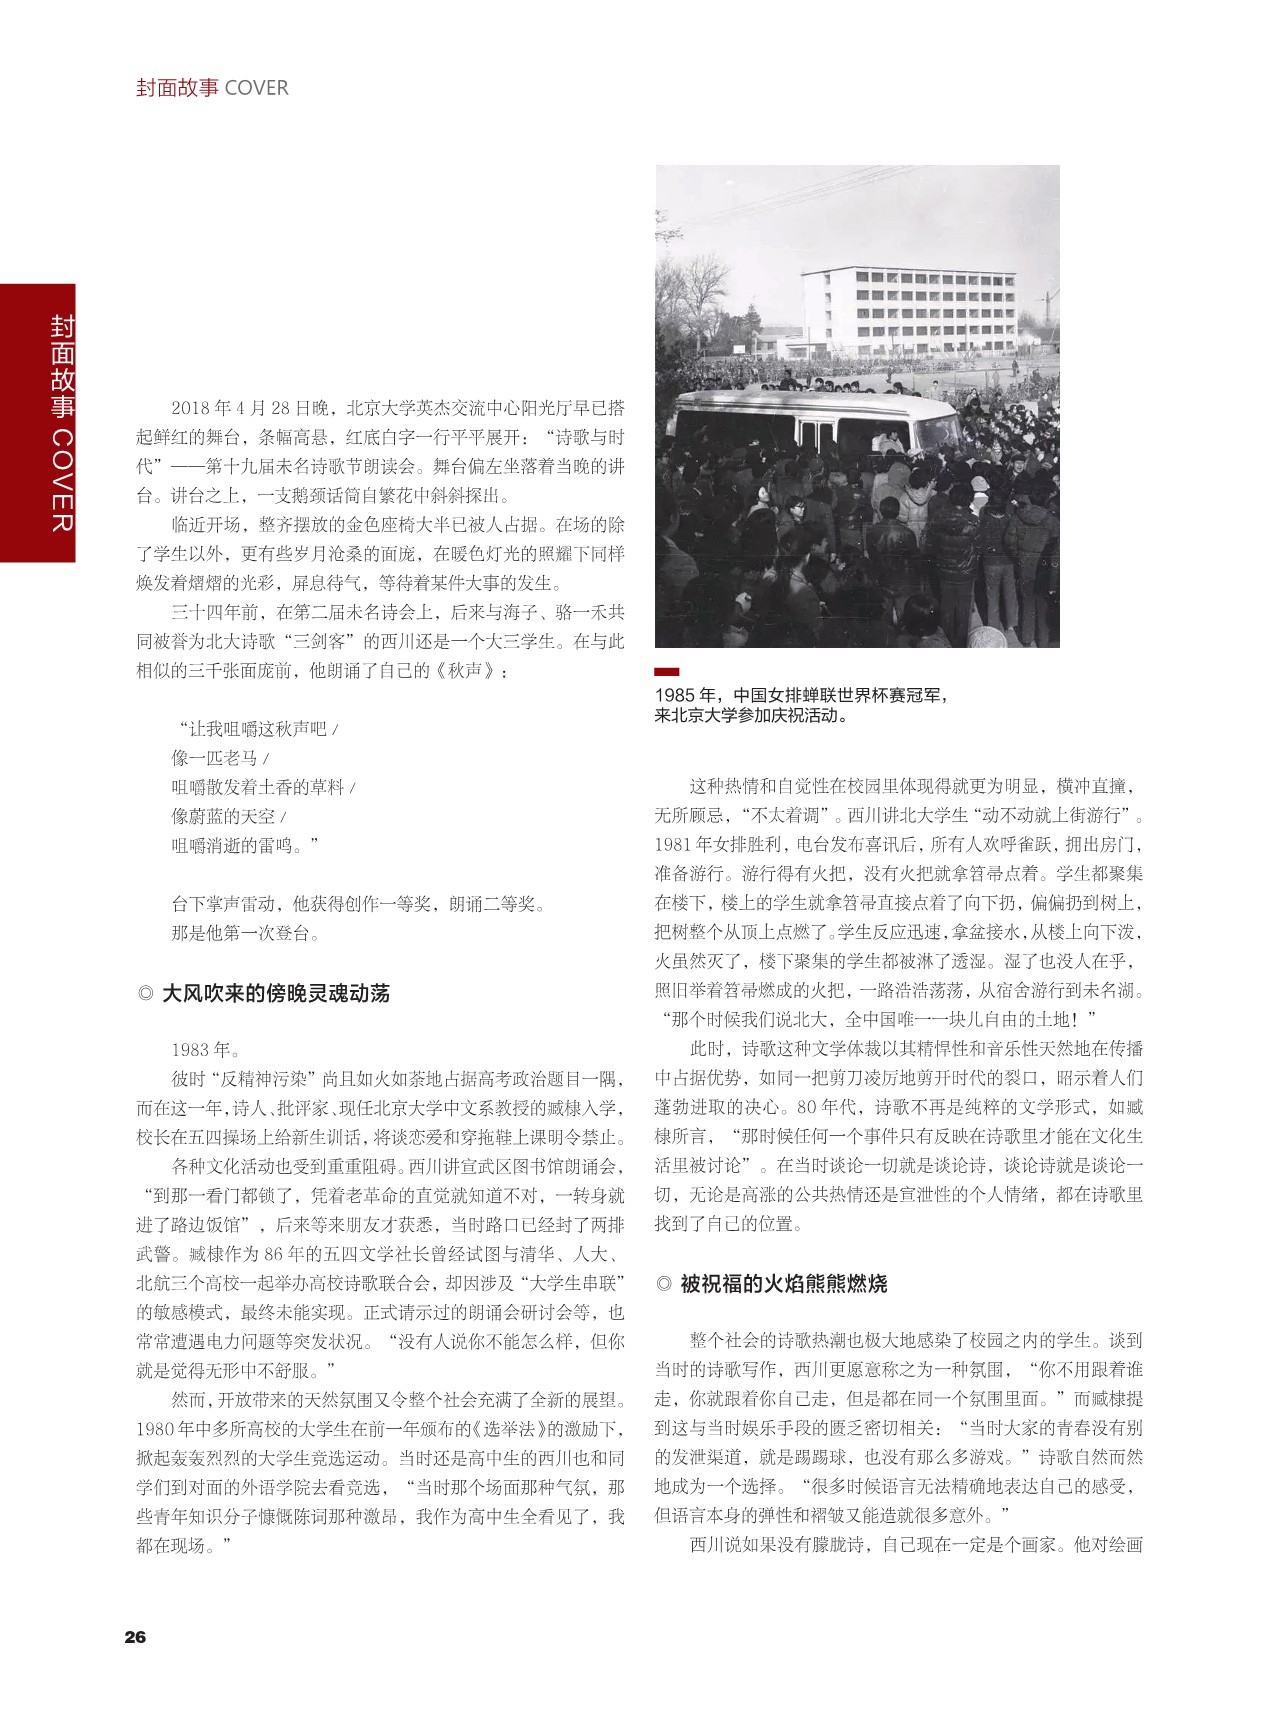 封面故事 COVER
封面故事 COVER
2018 年 4 月 28 日晚，北京大学英杰交流中心阳光厅早已搭
起鲜红的舞台，条幅高悬，红底白字一行平平展开：“诗歌与时
代”——第十九届未名诗歌节朗读会。舞台偏左坐落着当晚的讲
台。讲台之上，一支鹅颈话筒自繁花中斜斜探出。
临近开场，整齐摆放的金色座椅大半已被人占据。在场的除
了学生以外，更有些岁月沧桑的面庞，在暖色灯光的照耀下同样
焕发着熠熠的光彩，屏息待气，等待着某件大事的发生。
三十四年前，在第二届未名诗会上，后来与海子、骆一禾共
同被誉为北大诗歌“三剑客”的西川还是一个大三学生。在与此
相似的三千张面庞前，他朗诵了自己的《秋声》：
“让我咀嚼这秋声吧 /
像一匹老马 /
咀嚼散发着土香的草料 /
像蔚蓝的天空 /
咀嚼消逝的雷鸣。”
台下掌声雷动，他获得创作一等奖，朗诵二等奖。
那是他第一次登台。
◎ 大风吹来的傍晚灵魂动荡
1983 年。
彼时“反精神污染”尚且如火如荼地占据高考政治题目一隅，
而在这一年，诗人、批评家、现任北京大学中文系教授的臧棣入学，
校长在五四操场上给新生训话，将谈恋爱和穿拖鞋上课明令禁止。
各种文化活动也受到重重阻碍。西川讲宣武区图书馆朗诵会，
“到那一看门都锁了，凭着老革命的直觉就知道不对，一转身就
进了路边饭馆”，后来等来朋友才获悉，当时路口已经封了两排
武警。臧棣作为 86 年的五四文学社长曾经试图与清华、人大、
北航三个高校一起举办高校诗歌联合会，却因涉及“大学生串联”
的敏感模式，最终未能实现。正式请示过的朗诵会研讨会等，也
常常遭遇电力问题等突发状况。“没有人说你不能怎么样，但你
就是觉得无形中不舒服。”
然而，开放带来的天然氛围又令整个社会充满了全新的展望。
1980 年中多所高校的大学生在前一年颁布的《选举法》的激励下，
掀起轰轰烈烈的大学生竞选运动。当时还是高中生的西川也和同
学们到对面的外语学院去看竞选，“当时那个场面那种气氛，那
些青年知识分子慷慨陈词那种激昂，我作为高中生全看见了，我
都在现场。”
1985 年，中国女排蝉联世界杯赛冠军，
来北京大学参加庆祝活动。
这种热情和自觉性在校园里体现得就更为明显，横冲直撞，
无所顾忌，“不太着调”。西川讲北大学生“动不动就上街游行”。
1981 年女排胜利，电台发布喜讯后，所有人欢呼雀跃，拥出房门，
准备游行。游行得有火把，没有火把就拿笤帚点着。学生都聚集
在楼下，楼上的学生就拿笤帚直接点着了向下扔，偏偏扔到树上，
把树整个从顶上点燃了。学生反应迅速，拿盆接水，从楼上向下泼，
火虽然灭了，楼下聚集的学生都被淋了透湿。湿了也没人在乎，
照旧举着笤帚燃成的火把，一路浩浩荡荡，从宿舍游行到未名湖。
“那个时候我们说北大，全中国唯一一块儿自由的土地！”
此时，诗歌这种文学体裁以其精悍性和音乐性天然地在传播
中占据优势，如同一把剪刀凌厉地剪开时代的裂口，昭示着人们
蓬勃进取的决心。80 年代，诗歌不再是纯粹的文学形式，如臧
棣所言，“那时候任何一个事件只有反映在诗歌里才能在文化生
活里被讨论”。在当时谈论一切就是谈论诗，谈论诗就是谈论一
切，无论是高涨的公共热情还是宣泄性的个人情绪，都在诗歌里
找到了自己的位置。
◎ 被祝福的火焰熊熊燃烧
整个社会的诗歌热潮也极大地感染了校园之内的学生。谈到
当时的诗歌写作，西川更愿意称之为一种氛围，“你不用跟着谁
走，你就跟着你自己走，但是都在同一个氛围里面。”而臧棣提
到这与当时娱乐手段的匮乏密切相关：“当时大家的青春没有别
的发泄渠道，就是踢踢球，也没有那么多游戏。”诗歌自然而然
地成为一个选择。“很多时候语言无法精确地表达自己的感受，
但语言本身的弹性和褶皱又能造就很多意外。”
西川说如果没有朦胧诗，自己现在一定是个画家。他对绘画
26